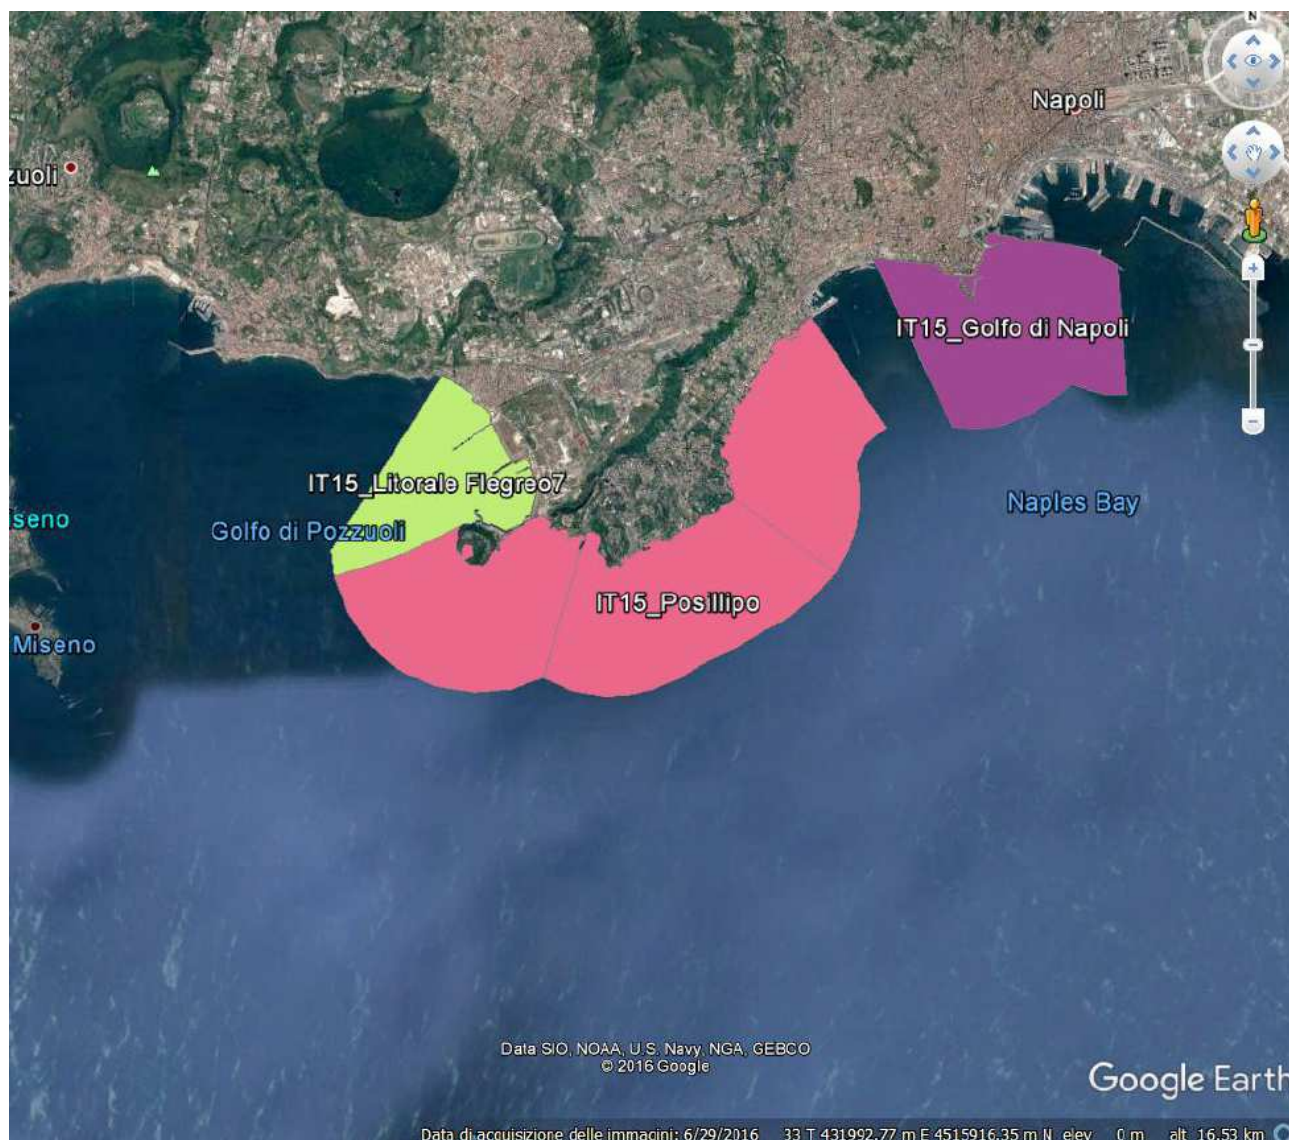 N
Napoli
zuoli
IT15_Golfo di Napoli
IT15_Litorale Flegreo7
Naples Bay
seno
Golfo di Pozzuoli
IT15_Posillipo
Miseno
Data SIO, NOAA, U.S. Navy, NGA, GEBCO
© 2016 Google
Google Earth
Data di acquisizione delle immagini: 6/29/2016 33 T 431992.77 m E 4515916.35 m N elev 0 m alt 16.53 km